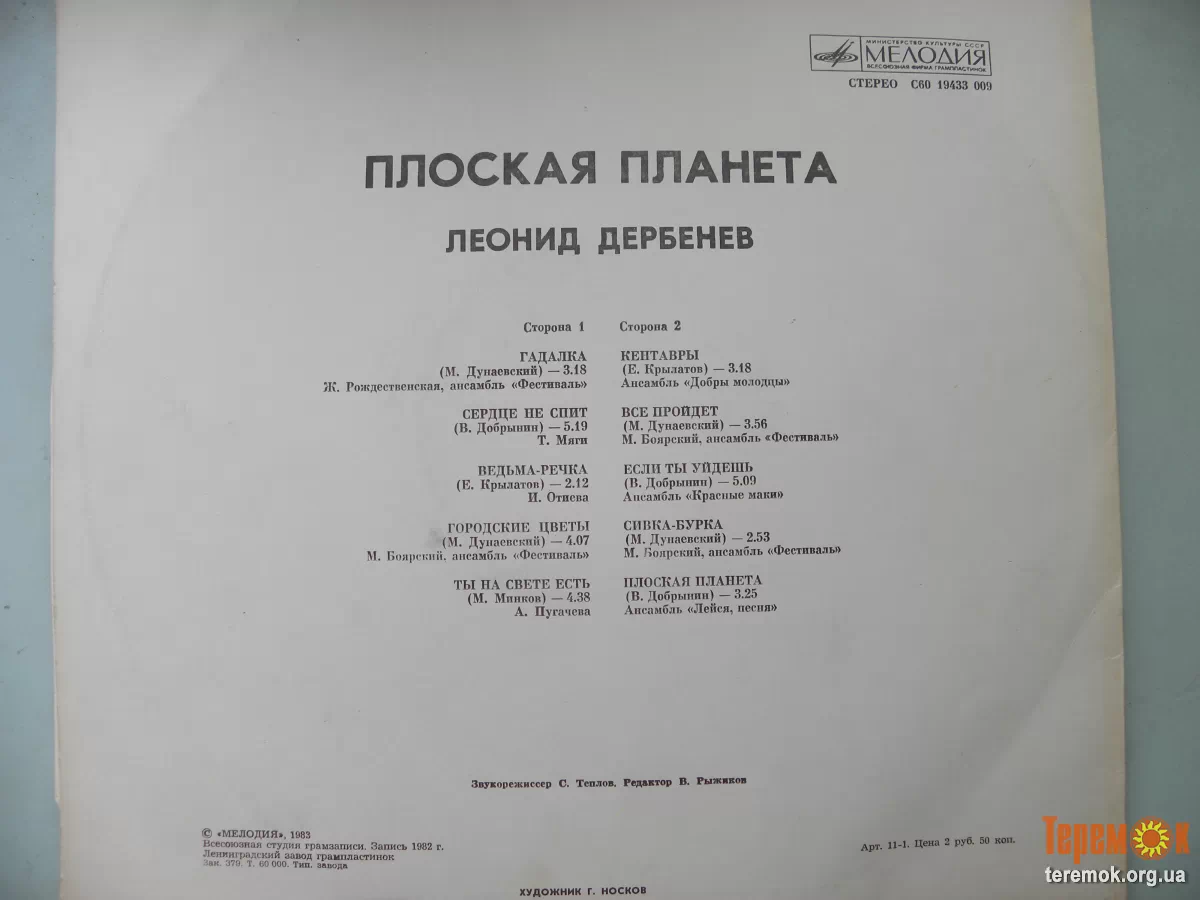 МИНИСТЕРСТВО КУЛЬТУРЫ СССР
МЕЛОДИЯ
ВСЕСОЮЗНАЯ ФИРМА ГРАМПЛАСТИНОК
СТЕРЕО С60 19433 009
ПЛОСКАЯ ПЛАНЕТА
ЛЕОНИД ДЕРБЕНЕВ
Сторона 1
ГАДАЛКА
(М. Дунаевский) — 3.18
Ж. Рождественская, ансамбль «Фестиваль»
СЕРДЦЕ НЕ СПИТ
(В. Добрынин) — 5.19
Т. Мяги
ВЕДЬМА-РЕЧКА
(Е. Крылатов) — 2.12
И. Отиева
ГОРОДСКИЕ ЦВЕТЫ
(М. Дунаевский) — 4.07
М. Боярский, ансамбль «Фестиваль»
ТЫ НА СВЕТЕ ЕСТЬ
(М. Минков) — 4.38
А. Пугачева
Сторона 2
КЕНТАВРЫ
(Е. Крылатов) — 3.18
Ансамбль «Добры молодцы»
ВСЕ ПРОЙДЕТ
(М. Дунаевский) — 3.56
М. Боярский, ансамбль «Фестиваль»
ЕСЛИ ТЫ УЙДЕШЬ
(В. Добрынин) — 5.09
Ансамбль «Красные маки»
СИВКА-БУРКА
(М. Дунаевский) — 2.53
М. Боярский, ансамбль «Фестиваль»
ПЛОСКАЯ ПЛАНЕТА
(В. Добрынин) — 3.25
Ансамбль «Лейся, песня»
Звукорежиссер С. Теплов. Редактор В. Рыжиков
© «МЕЛОДИЯ», 1983
Всесоюзная студия грамзаписи. Запись 1982 г.
Ленинградский завод грампластинок
Зак. 379. Т. 60 000. Тип. завода
Арт. 11-1. Цена 2 руб. 50 коп.
ХУДОЖНИК Г. НОСКОВ
Теремок
teremok.org.ua